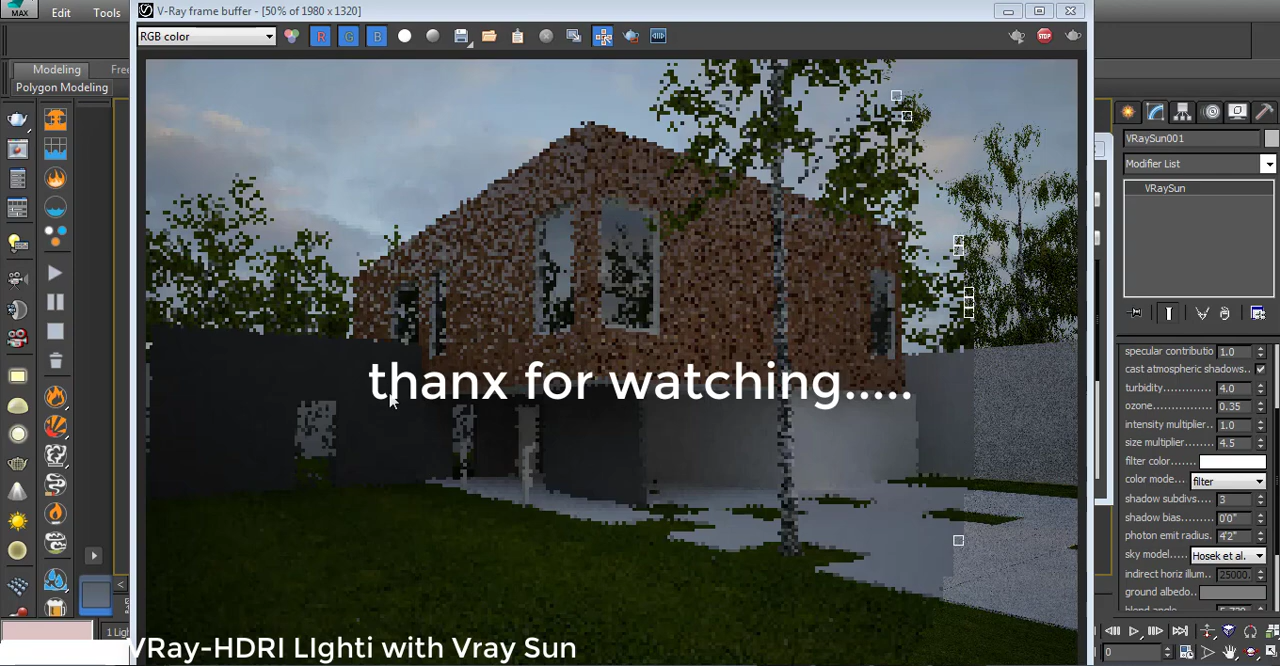 MAX
Edit
Tools
V-Ray frame buffer - [50% of 1980 x 1320]
RGB color
R
G
B
STOP
Modeling
Free
Polygon Modeling
VRaySun001
Modifier List
VRaySun
specular contributio 1.0
cast atmospheric shadows..
turbidity 4.0
ozone 0.35
intensity multiplier 1.0
size multiplier 4.5
filter color
color mode filter
shadow subdivs 3
shadow bias 0'0"
photon emit radius. 4'2"
sky model Hosek et al.
indirect horiz illum.. 25000.
ground albedo
thanx for watching.....
1 Ligh
0
VRay-HDRI LIghti with Vray Sun